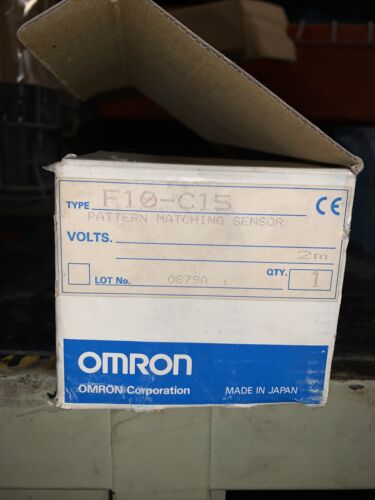 TYPE F10-C15 CE
PATTERN MATCHING SENSOR
VOLTS.
2m
LOT No. 0879A QTY. 1
OMRON
OMRON Corporation MADE IN JAPAN